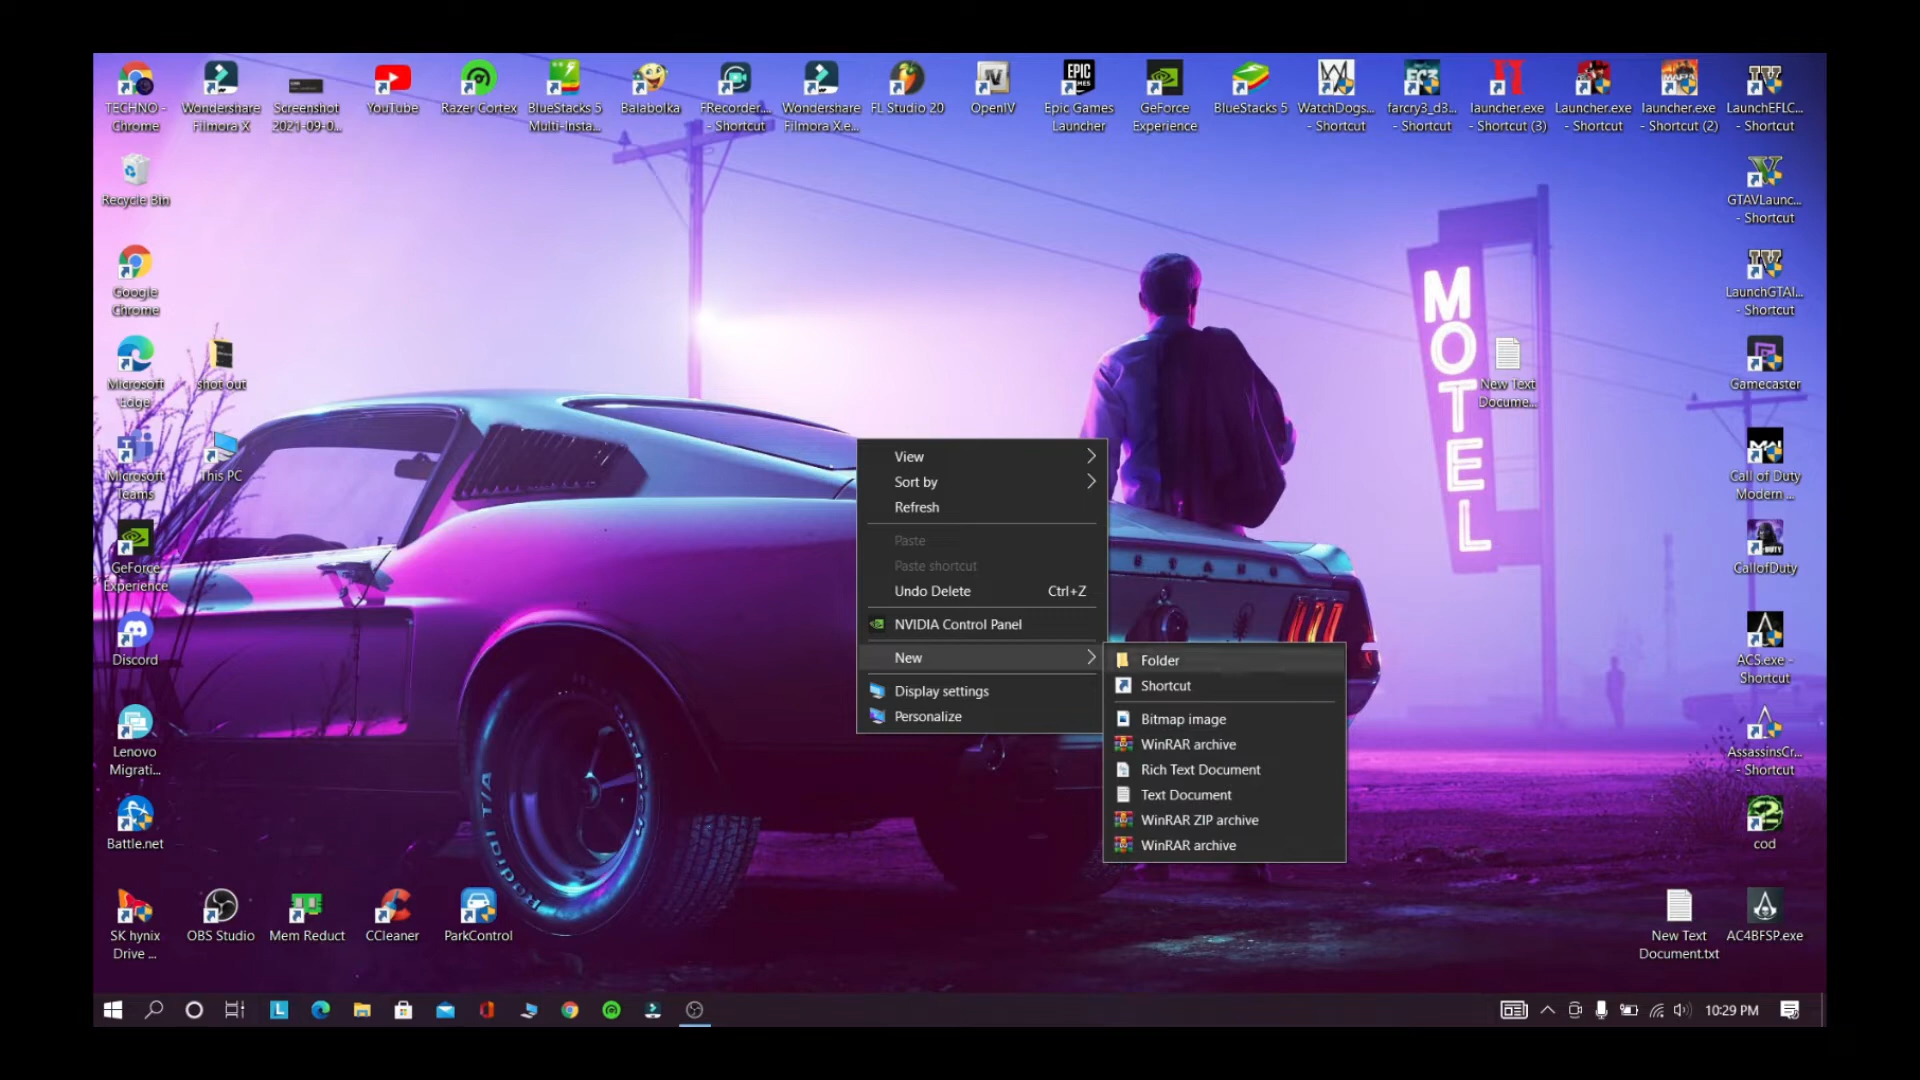 TECHNO -
Chrome
Wondershare
Filmora X
Screenshot
2021-09-0...
YouTube
Razer Cortex
BlueStacks 5
Multi-Insta...
Balabolka
FRecorder....
- Shortcut
Wondershare
Filmora X.e...
FL Studio 20
OpenIV
EPIC
GAMES
Epic Games
Launcher
GeForce
Experience
BlueStacks 5
WatchDogs...
- Shortcut
FC3
farcry3_d3...
- Shortcut
launcher.exe
- Shortcut (3)
Launcher.exe
- Shortcut
launcher.exe
- Shortcut (2)
IV
LaunchEFLC...
- Shortcut
Recycle Bin
GTAVLaunc...
- Shortcut
Google
Chrome
IV
LaunchGTAI...
- Shortcut
Microsoft
Edge
shot out
New Text
Docume...
Gamecaster
MOTEL
Microsoft
Teams
This PC
Call of Duty
Modern ...
GeForce
Experience
CallofDuty
Discord
ACS.exe -
Shortcut
Lenovo
Migrati...
AssassinsCr...
- Shortcut
Battle.net
cod
SK hynix
Drive ...
OBS Studio
Mem Reduct
CCleaner
ParkControl
New Text
Document.txt
AC4BFSP.exe
View
Sort by
Refresh
Paste
Paste shortcut
Undo Delete Ctrl+Z
NVIDIA Control Panel
New
Display settings
Personalize
Folder
Shortcut
Bitmap image
WinRAR archive
Rich Text Document
Text Document
WinRAR ZIP archive
WinRAR archive
Radial T/A
L
10:29 PM